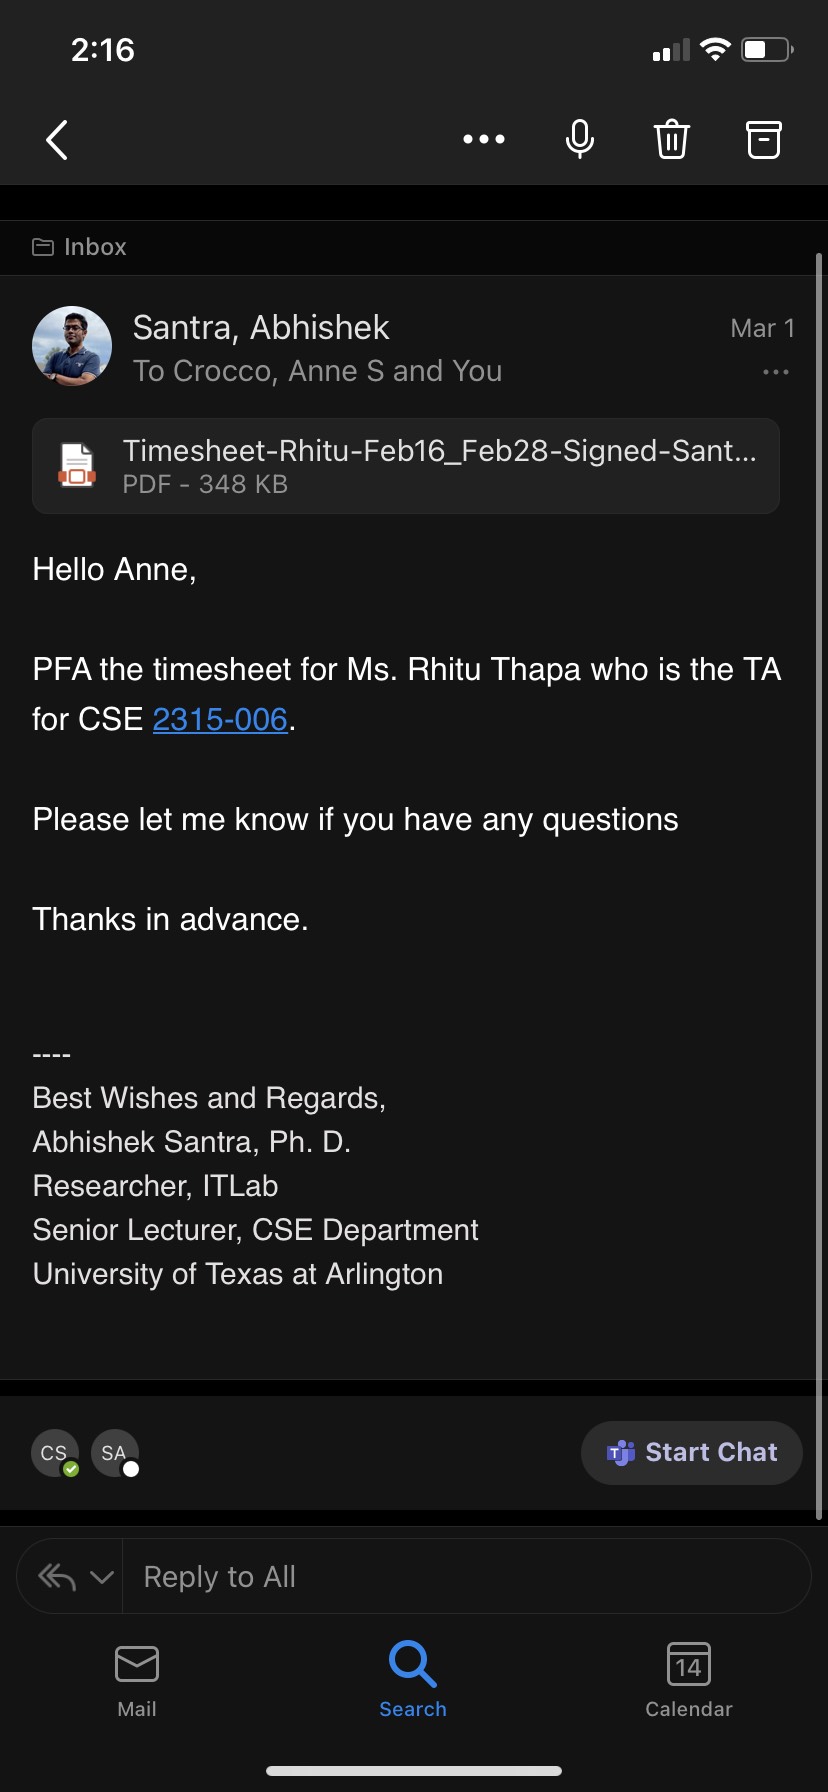 2:16
Inbox
Santra, Abhishek
Mar 1
To Crocco, Anne S and You
Timesheet-Rhitu-Feb16_Feb28-Signed-Sant...
PDF - 348 KB
Hello Anne,
PFA the timesheet for Ms. Rhitu Thapa who is the TA
for CSE 2315-006.
Please let me know if you have any questions
Thanks in advance.
----
Best Wishes and Regards,
Abhishek Santra, Ph. D.
Researcher, ITLab
Senior Lecturer, CSE Department
University of Texas at Arlington
CS SA
T Start Chat
Reply to All
14
Mail Search Calendar